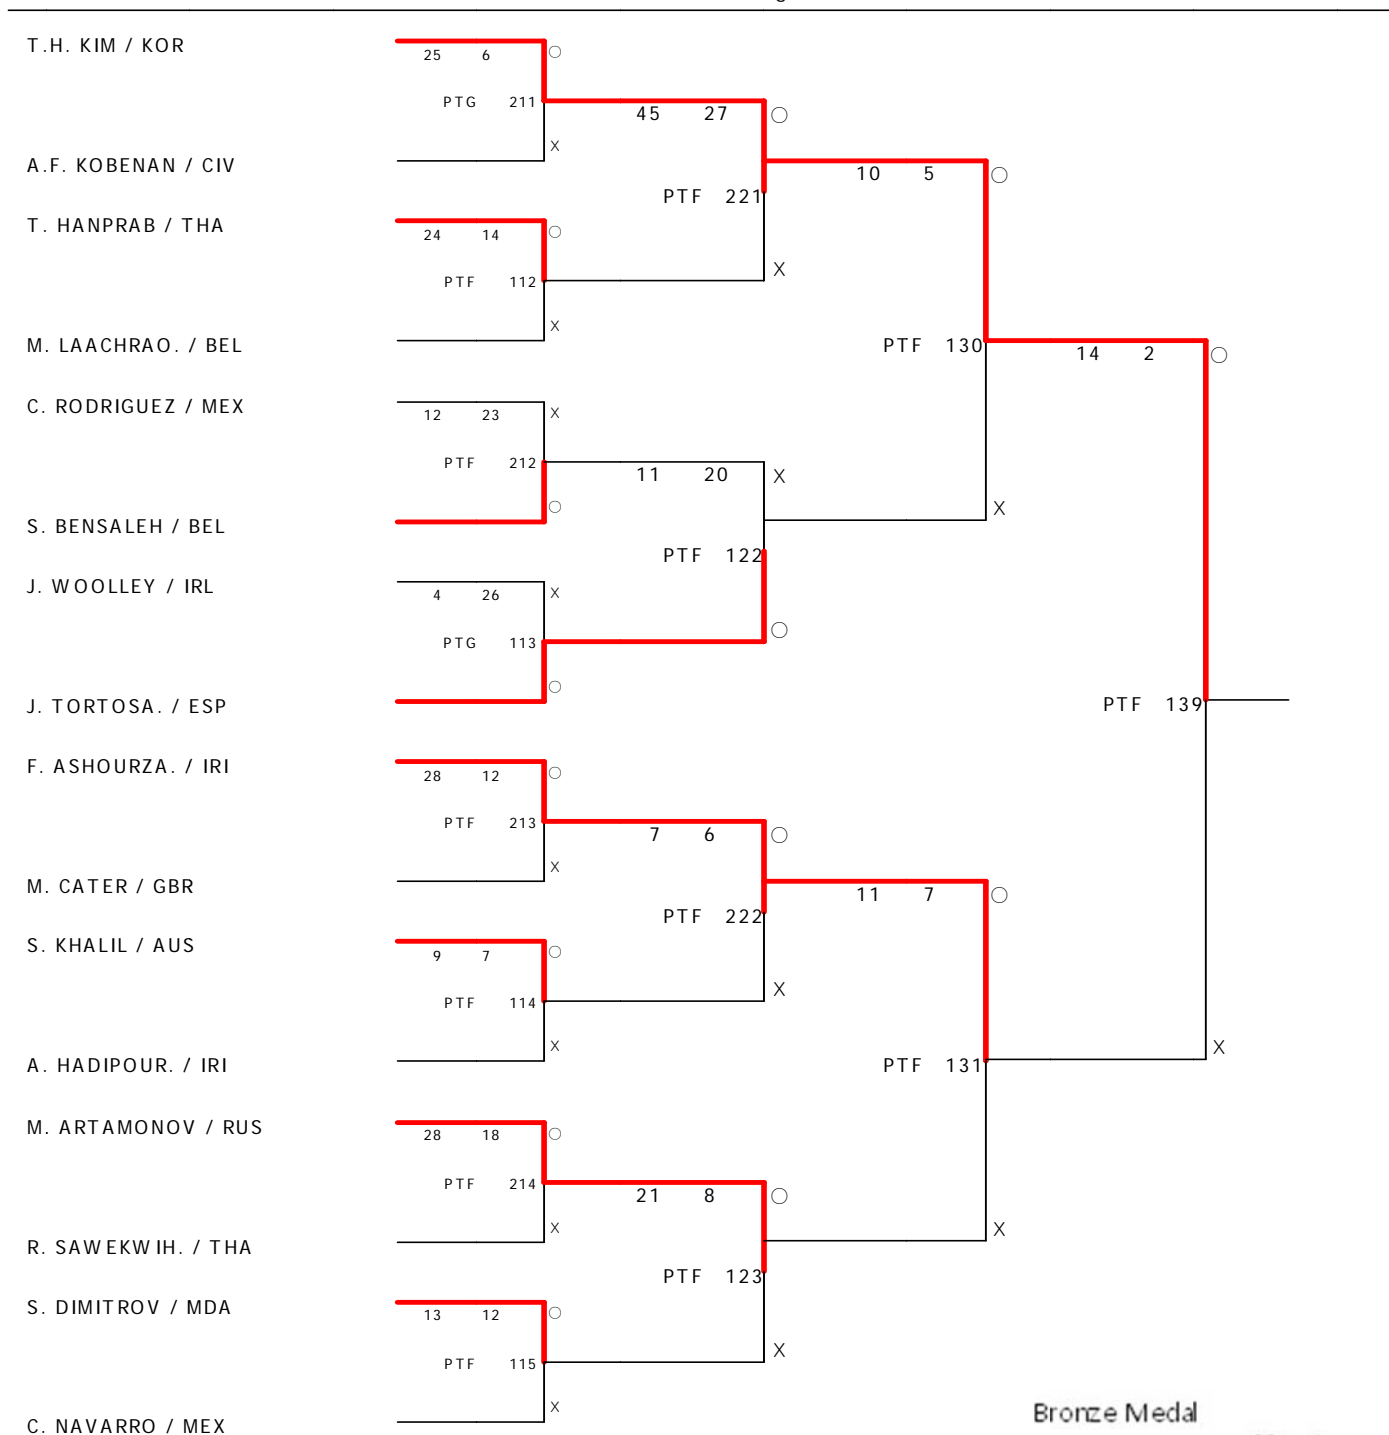 T.H. KIM / KOR
25 6 ○
PTG 211
45 27 ○
X
A.F. KOBENAN / CIV
10 5 ○
PTF 221
T. HANPRAB / THA
24 14 ○
PTF 112
X
X
M. LAACHRAO. / BEL
PTF 130
14 2 ○
C. RODRIGUEZ / MEX
12 23 X
PTF 212
11 20 X
○
X
S. BENSALEH / BEL
PTF 122
J. WOOLLEY / IRL
4 26 X
○
PTG 113
○
J. TORTOSA. / ESP
PTF 139
F. ASHOURZA. / IRI
28 12 ○
PTF 213
7 6 ○
X
M. CATER / GBR
11 7 ○
PTF 222
S. KHALIL / AUS
9 7 ○
X
PTF 114
X
X
A. HADIPOUR. / IRI
PTF 131
M. ARTAMONOV / RUS
28 18 ○
PTF 214
21 8 ○
X
X
R. SAWEKWIH. / THA
PTF 123
S. DIMITROV / MDA
13 12 ○
X
PTF 115
X
Bronze Medal
C. NAVARRO / MEX